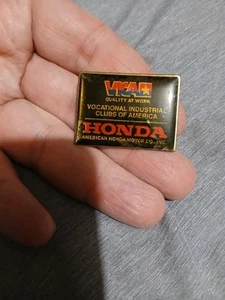 VICA
QUALITY AT WORK
VOCATIONAL INDUSTRIAL
CLUBS OF AMERICA
HONDA
AMERICAN HONDA MOTOR CO., INC.